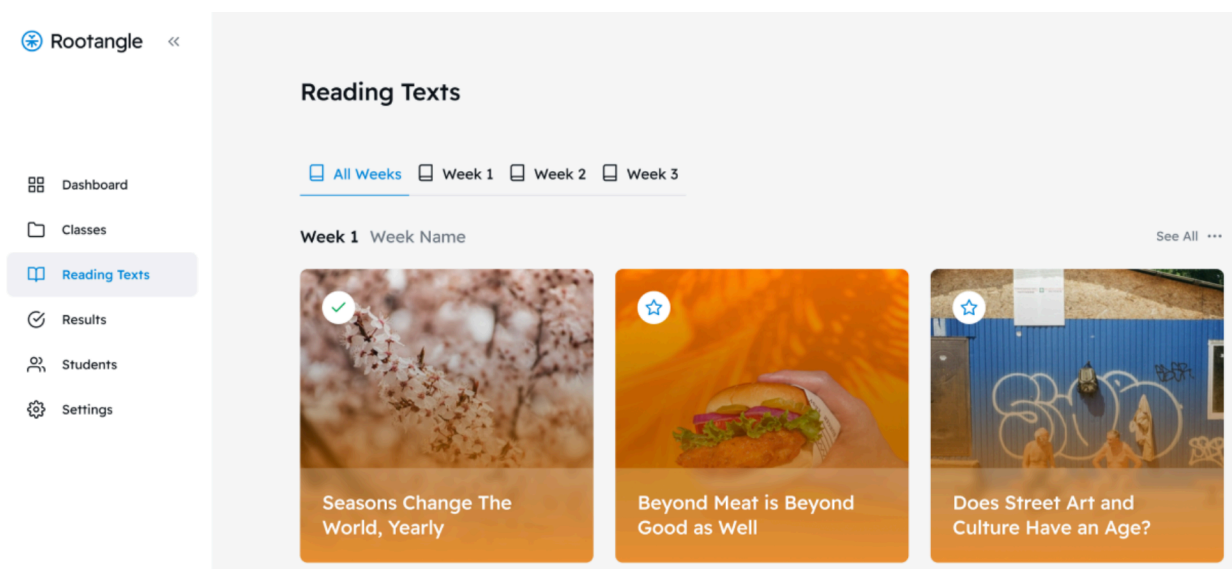 Rootangle
Dashboard
Classes
Reading Texts
Results
Students
Settings
Reading Texts
All Weeks Week 1 Week 2 Week 3
Week 1 Week Name See All
Seasons Change The
World, Yearly
Beyond Meat is Beyond
Good as Well
Does Street Art and
Culture Have an Age?